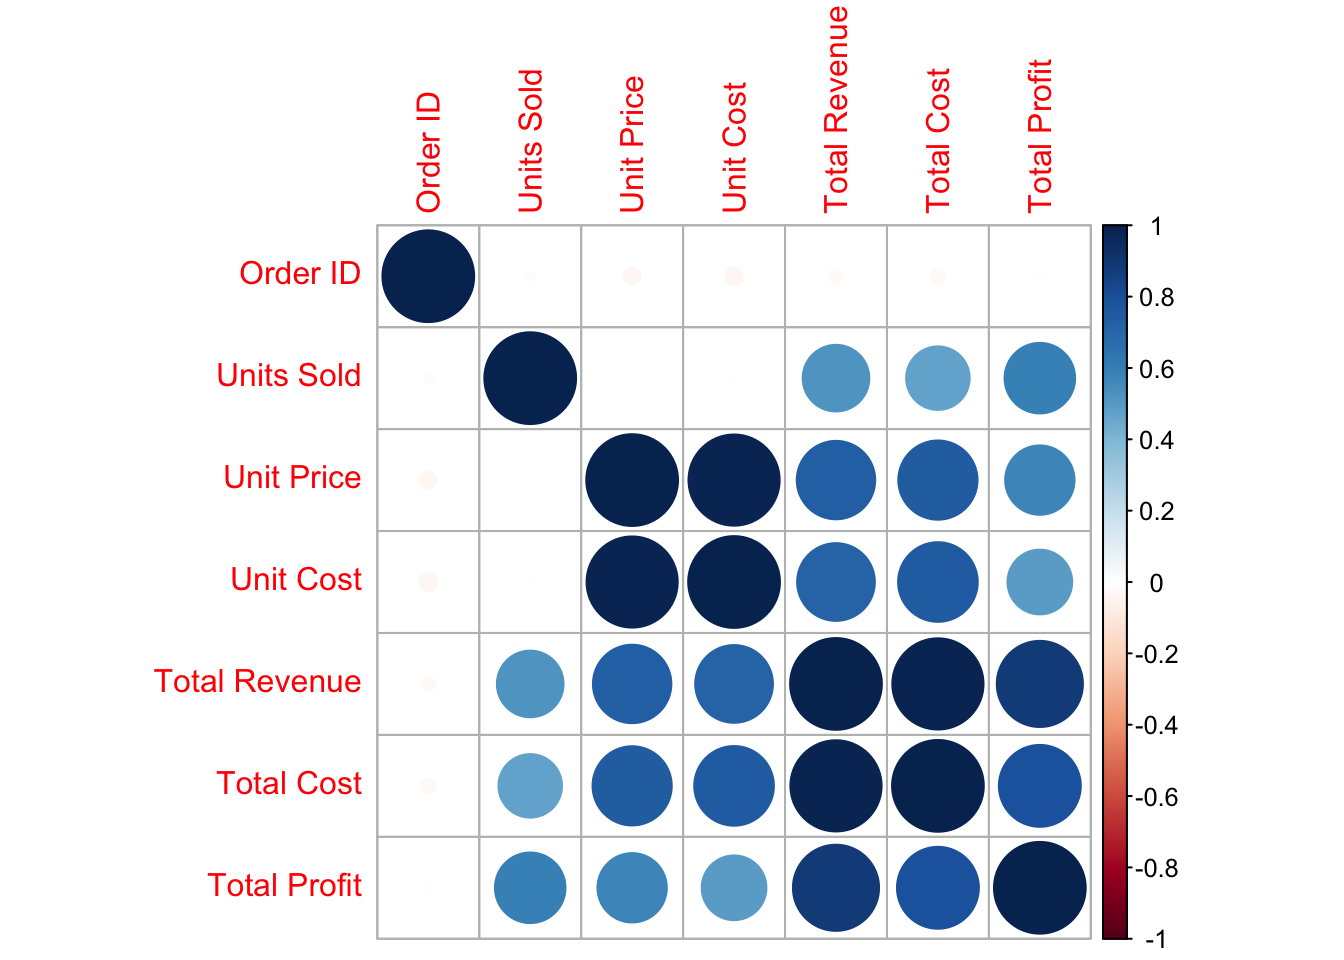 Order ID
Units Sold
Unit Price
Unit Cost
Total Revenue
Total Cost
Total Profit
Order ID
Units Sold
Unit Price
Unit Cost
Total Revenue
Total Cost
Total Profit
1
0.8
0.6
0.4
0.2
0
-0.2
-0.4
-0.6
-0.8
-1